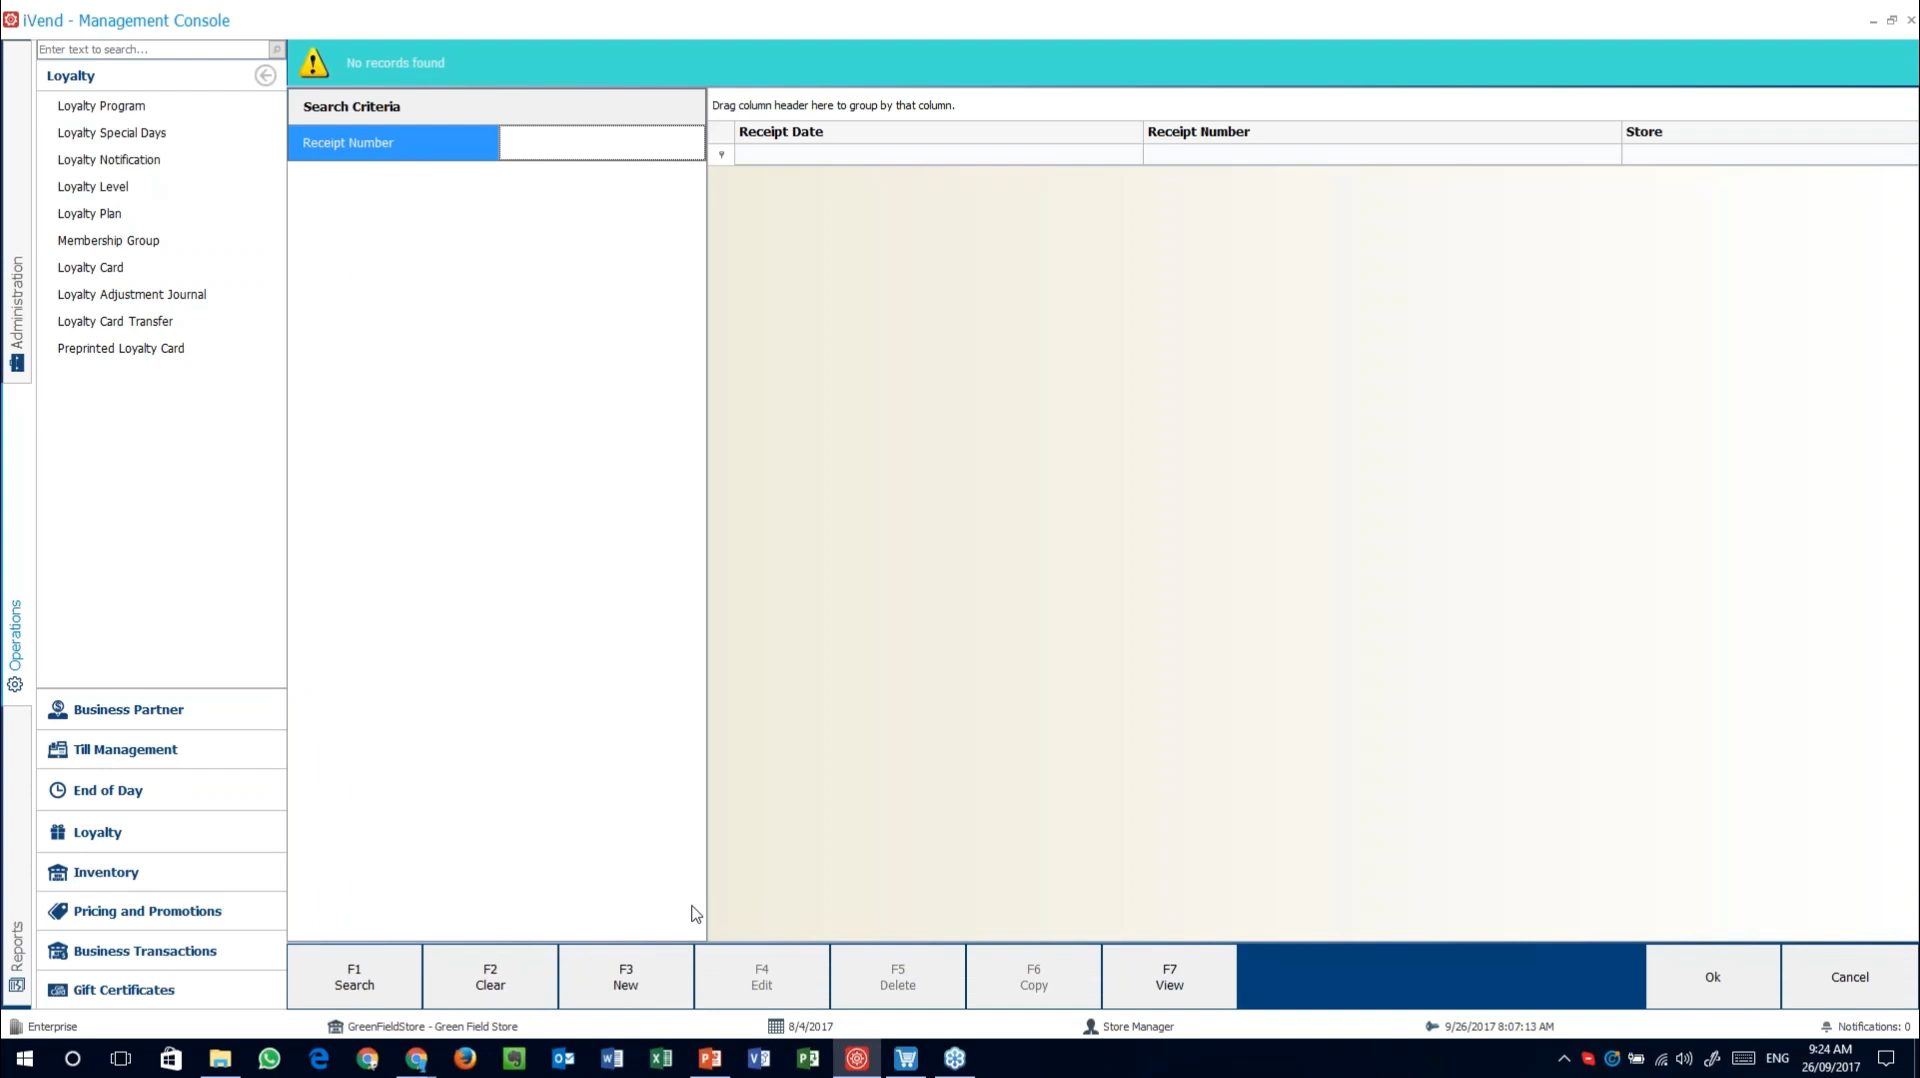 iVend - Management Console
Enter text to search...
Loyalty
Loyalty Program
Loyalty Special Days
Loyalty Notification
Loyalty Level
Loyalty Plan
Membership Group
Loyalty Card
Loyalty Adjustment Journal
Loyalty Card Transfer
Preprinted Loyalty Card
Administration
Operations
Reports
Business Partner
Till Management
End of Day
Loyalty
Inventory
Pricing and Promotions
Business Transactions
Gift Certificates
No records found
Search Criteria
Receipt Number
Drag column header here to group by that column.
Receipt Date Receipt Number Store
F1 Search
F2 Clear
F3 New
F4 Edit
F5 Delete
F6 Copy
F7 View
Ok
Cancel
Enterprise GreenFieldStore - Green Field Store 8/4/2017 Store Manager 9/26/2017 8:07:13 AM Notifications: 0
ENG
9:24 AM
26/09/2017